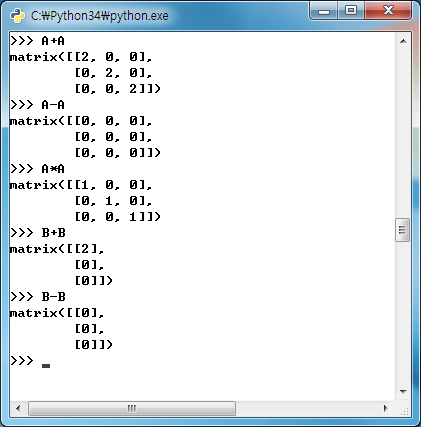 C:₩Python34₩python.exe
>>> A+A
matrix([[2, 0, 0],
        [0, 2, 0],
        [0, 0, 2]])
>>> A-A
matrix([[0, 0, 0],
        [0, 0, 0],
        [0, 0, 0]])
>>> A*A
matrix([[1, 0, 0],
        [0, 1, 0],
        [0, 0, 1]])
>>> B+B
matrix([[2],
        [0],
        [0]])
>>> B-B
matrix([[0],
        [0],
        [0]])
>>> _